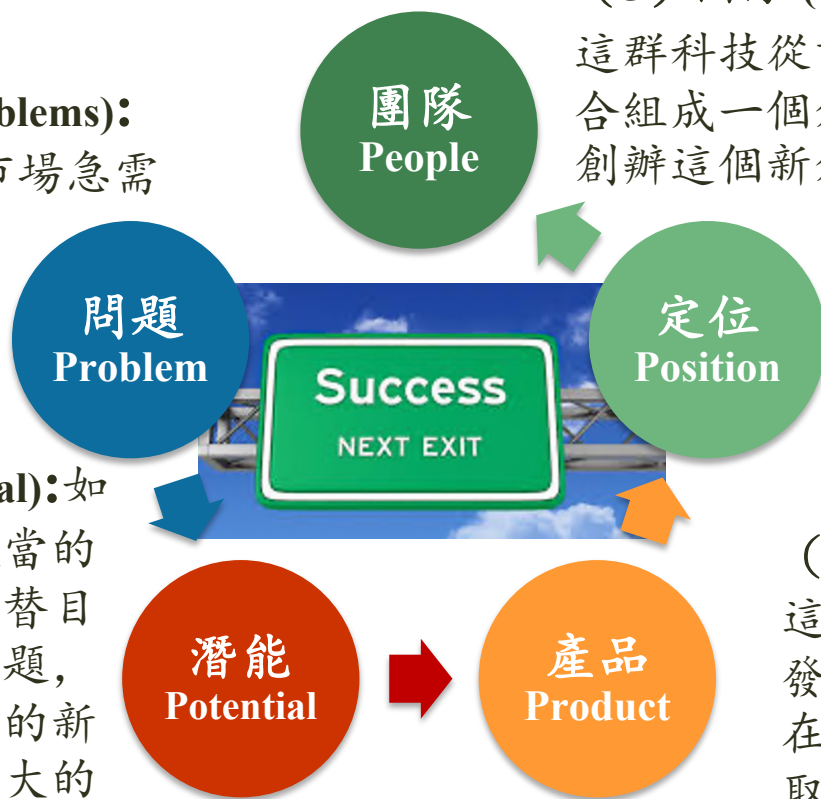 團隊
People
這群科技從
合組成一個
創辦這個新
blems):
市場急需
問題
Problem
定位
Position
Success
NEXT EXIT
al):如
當的
替目
題,
的新
大的
潛能
Potential
產品
Product
(
這
發
在
取